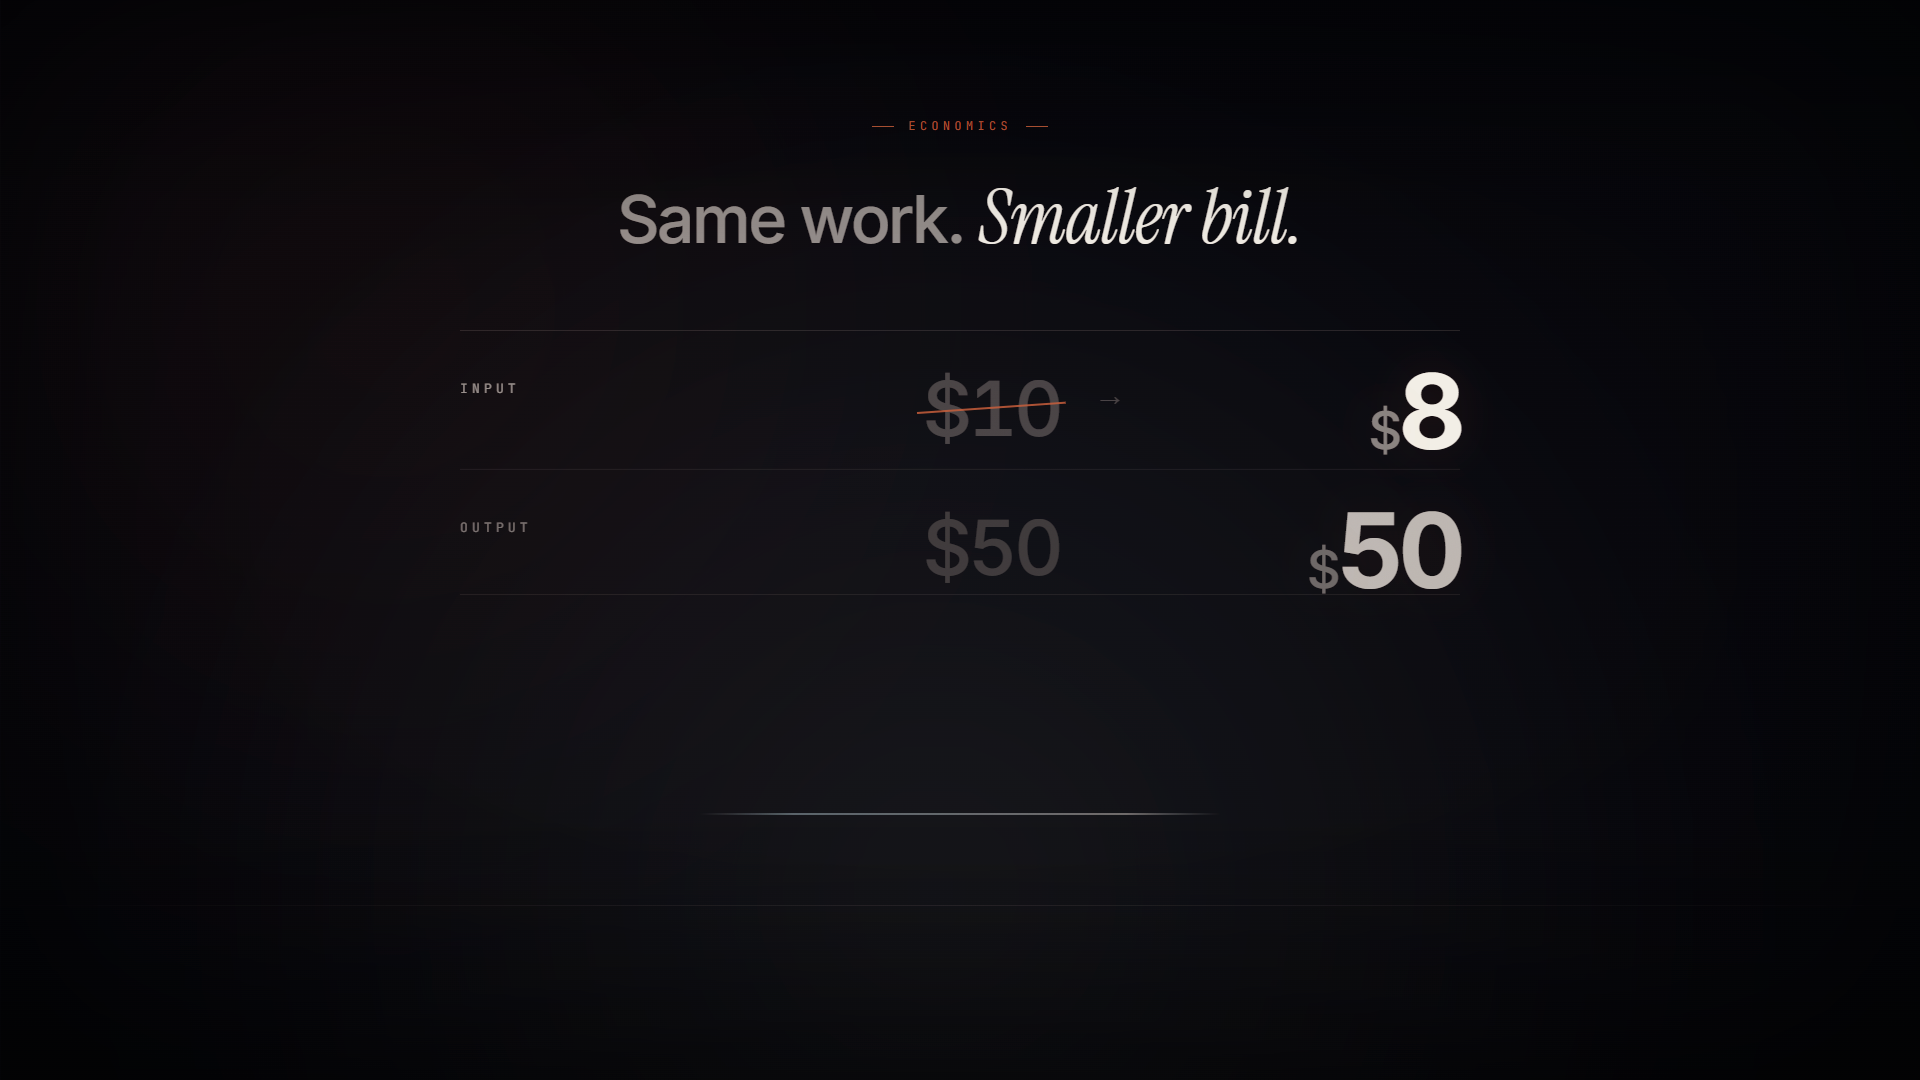 ECONOMICS
Same work. Smaller bill.
INPUT $10 → $8
OUTPUT $50 $50